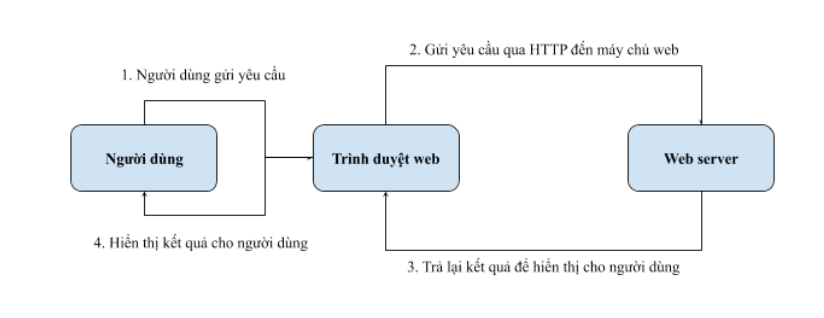 2. Gửi yêu cầu qua HTTP đến máy chủ web
1. Người dùng gửi yêu cầu
Người dùng
Trình duyệt web
Web server
4. Hiển thị kết quả cho người dùng
3. Trả lại kết quả để hiển thị cho người dùng